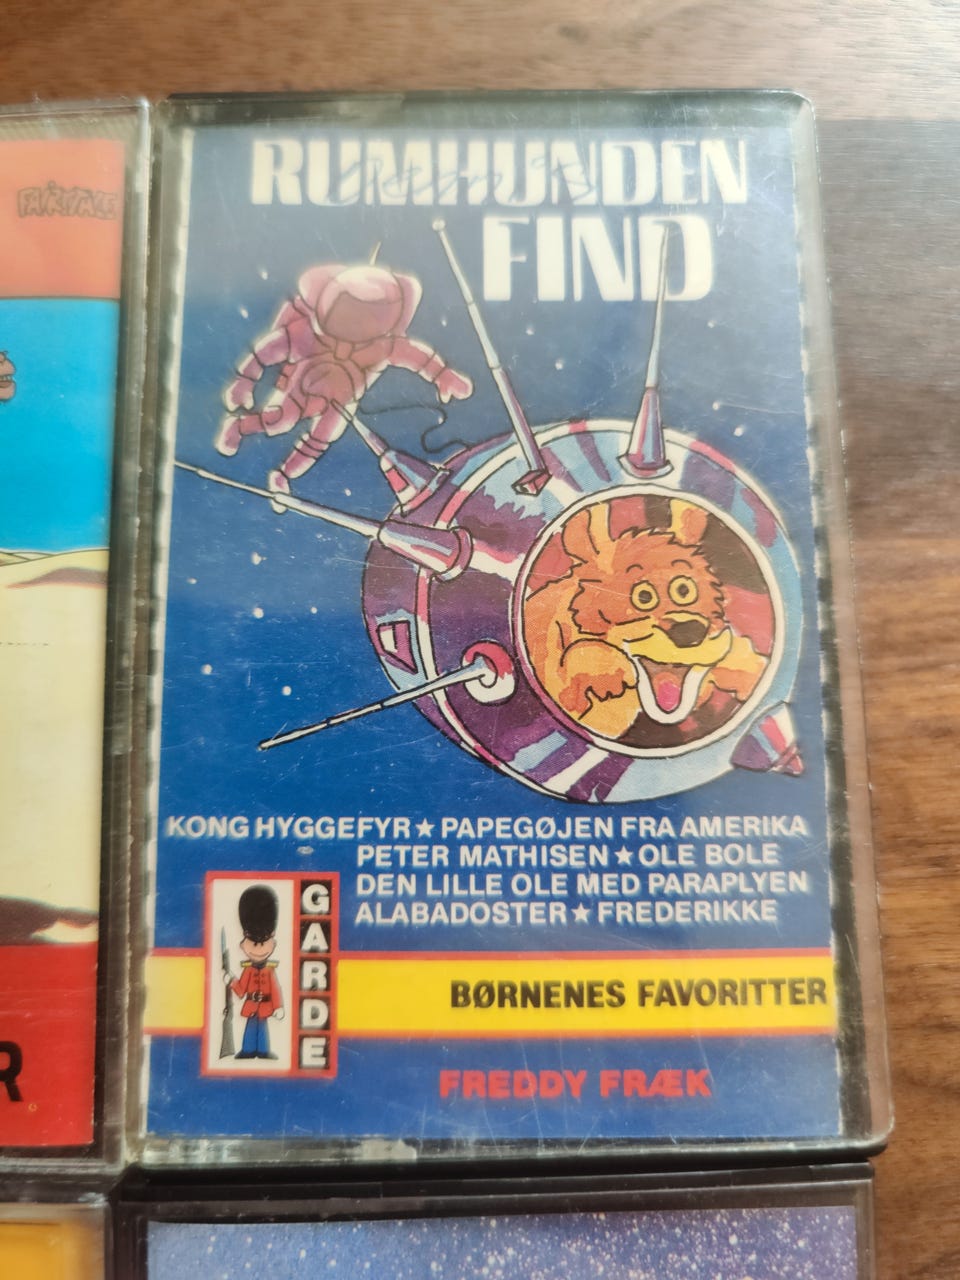 RUMHUNDEN
FIND
FAIRYTALE
KONG HYGGEFYR ★ PAPEGØJEN FRA AMERIKA
PETER MATHISEN ★ OLE BOLE
DEN LILLE OLE MED PARAPLYEN
ALABADOSTER ★ FREDERIKKE
GARDE
BØRNENES FAVORITTER
FREDDY FRÆK
R